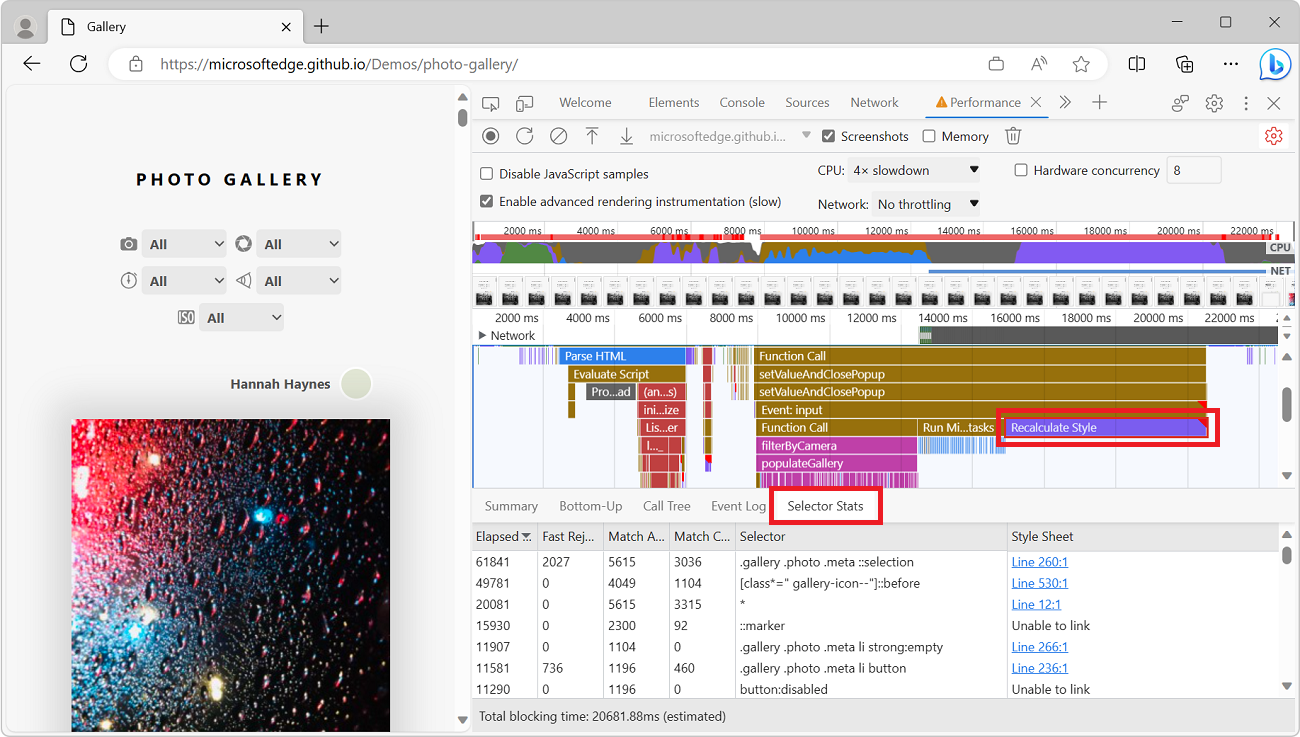 Gallery
https://microsoftedge.github.io/Demos/photo-gallery/
PHOTO GALLERY
All All
All All
ISO All
Hannah Haynes
Welcome Elements Console Sources Network Performance
microsoftedge.github.i... Screenshots Memory
Disable JavaScript samples CPU: 4× slowdown Hardware concurrency 8
Enable advanced rendering instrumentation (slow) Network: No throttling
2000 ms 4000 ms 6000 ms 8000 ms 10000 ms 12000 ms 14000 ms 16000 ms 18000 ms 20000 ms 22000 ms
CPU
NET
2000 ms 4000 ms 6000 ms 8000 ms 10000 ms 12000 ms 14000 ms 16000 ms 18000 ms 20000 ms 22000 ms
Network
Parse HTML Function Call
Evaluate Script setValueAndClosePopup
Pro...ad (an...s) setValueAndClosePopup
ini...ize Event: input
Lis...er Function Call Run Mi...tasks Recalculate Style
I..._ filterByCamera
populateGallery
Summary Bottom-Up Call Tree Event Log Selector Stats
Elapsed ... Fast Rej... Match A... Match C... Selector Style Sheet
61841 2027 5615 3036 .gallery .photo .meta ::selection Line 260:1
49781 0 4049 1104 [class*=" gallery-icon--"]::before Line 530:1
20081 0 5615 3315 * Line 12:1
15930 0 2300 92 ::marker Unable to link
11907 0 1104 0 .gallery .photo .meta li strong:empty Line 266:1
11581 736 1196 460 .gallery .photo .meta li button Line 236:1
11290 0 1196 0 button:disabled Unable to link
Total blocking time: 20681.88ms (estimated)